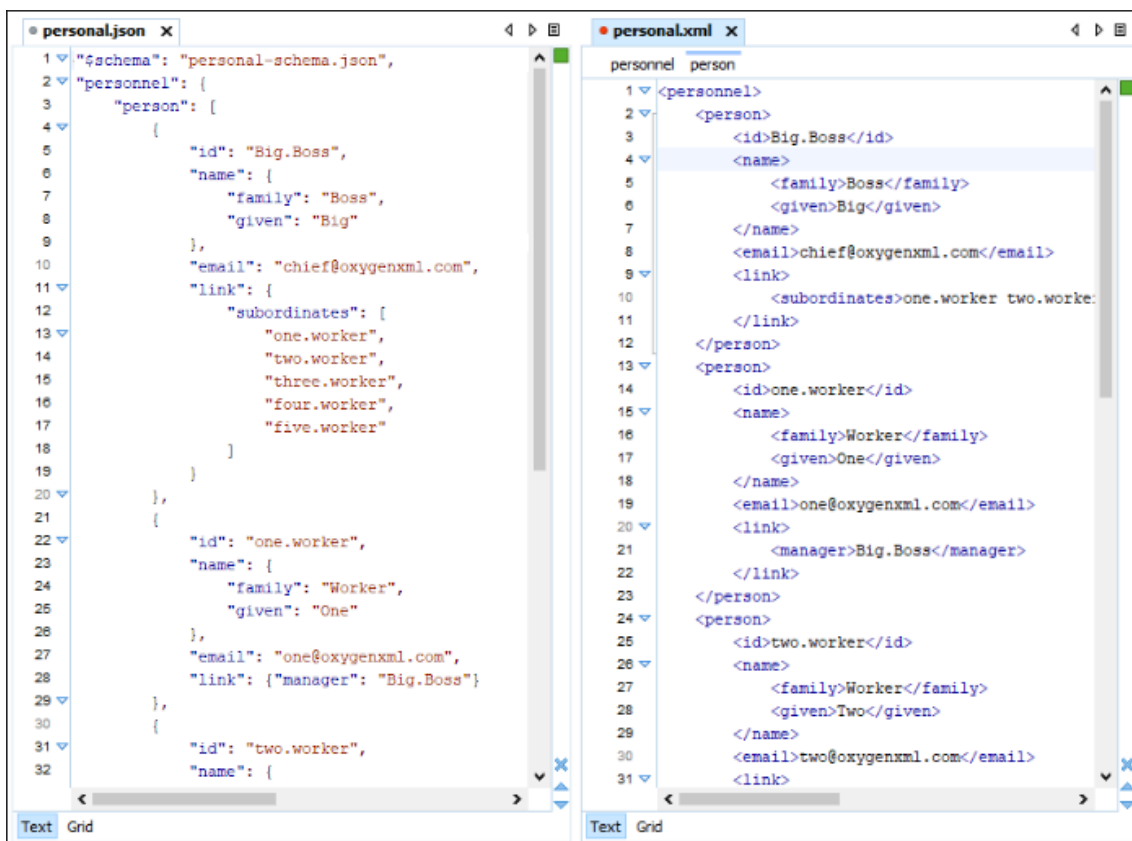 personal.json X
1 "$schema": "personal-schema.json",
2 "personnel": {
3 "person": [
4 {
5 "id": "Big.Boss",
6 "name": {
7 "family": "Boss",
8 "given": "Big"
9 },
10 "email": "chief@oxygenxml.com",
11 "link": {
12 "subordinates": [
13 "one.worker",
14 "two.worker",
15 "three.worker",
16 "four.worker",
17 "five.worker"
18 ]
19 }
20 },
21 {
22 "id": "one.worker",
23 "name": {
24 "family": "Worker",
25 "given": "One"
26 },
27 "email": "one@oxygenxml.com",
28 "link": {"manager": "Big.Boss"}
29 },
30 {
31 "id": "two.worker",
32 "name": {
Text Grid
personal.xml X
personnel person
1 <personnel>
2 <person>
3 <id>Big.Boss</id>
4 <name>
5 <family>Boss</family>
6 <given>Big</given>
7 </name>
8 <email>chief@oxygenxml.com</email>
9 <link>
10 <subordinates>one.worker two.worke
11 </link>
12 </person>
13 <person>
14 <id>one.worker</id>
15 <name>
16 <family>Worker</family>
17 <given>One</given>
18 </name>
19 <email>one@oxygenxml.com</email>
20 <link>
21 <manager>Big.Boss</manager>
22 </link>
23 </person>
24 <person>
25 <id>two.worker</id>
26 <name>
27 <family>Worker</family>
28 <given>Two</given>
29 </name>
30 <email>two@oxygenxml.com</email>
31 <link>
Text Grid